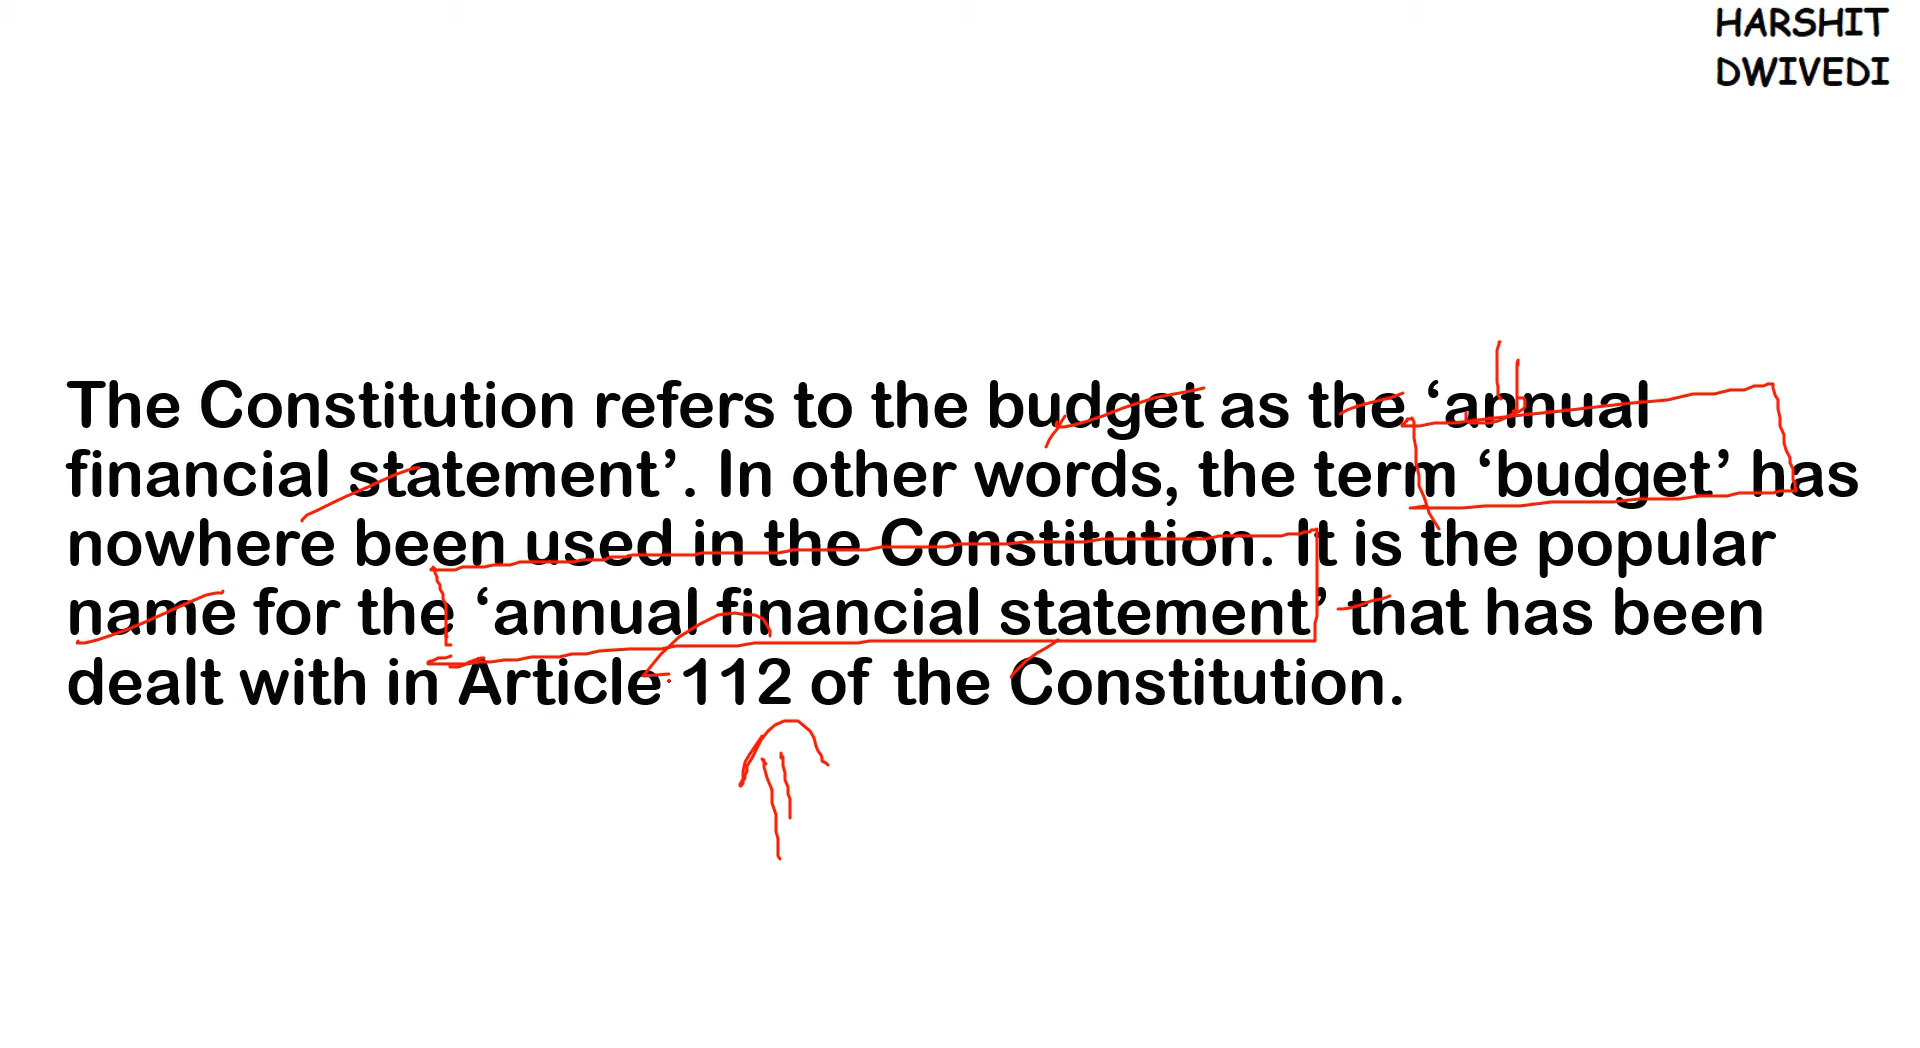 HARSHIT
DWIVEDI
The Constitution refers to the budget as the ‘annual
financial statement’. In other words, the term ‘budget’ has
nowhere been used in the Constitution. It is the popular
name for the ‘annual financial statement’ that has been
dealt with in Article 112 of the Constitution.